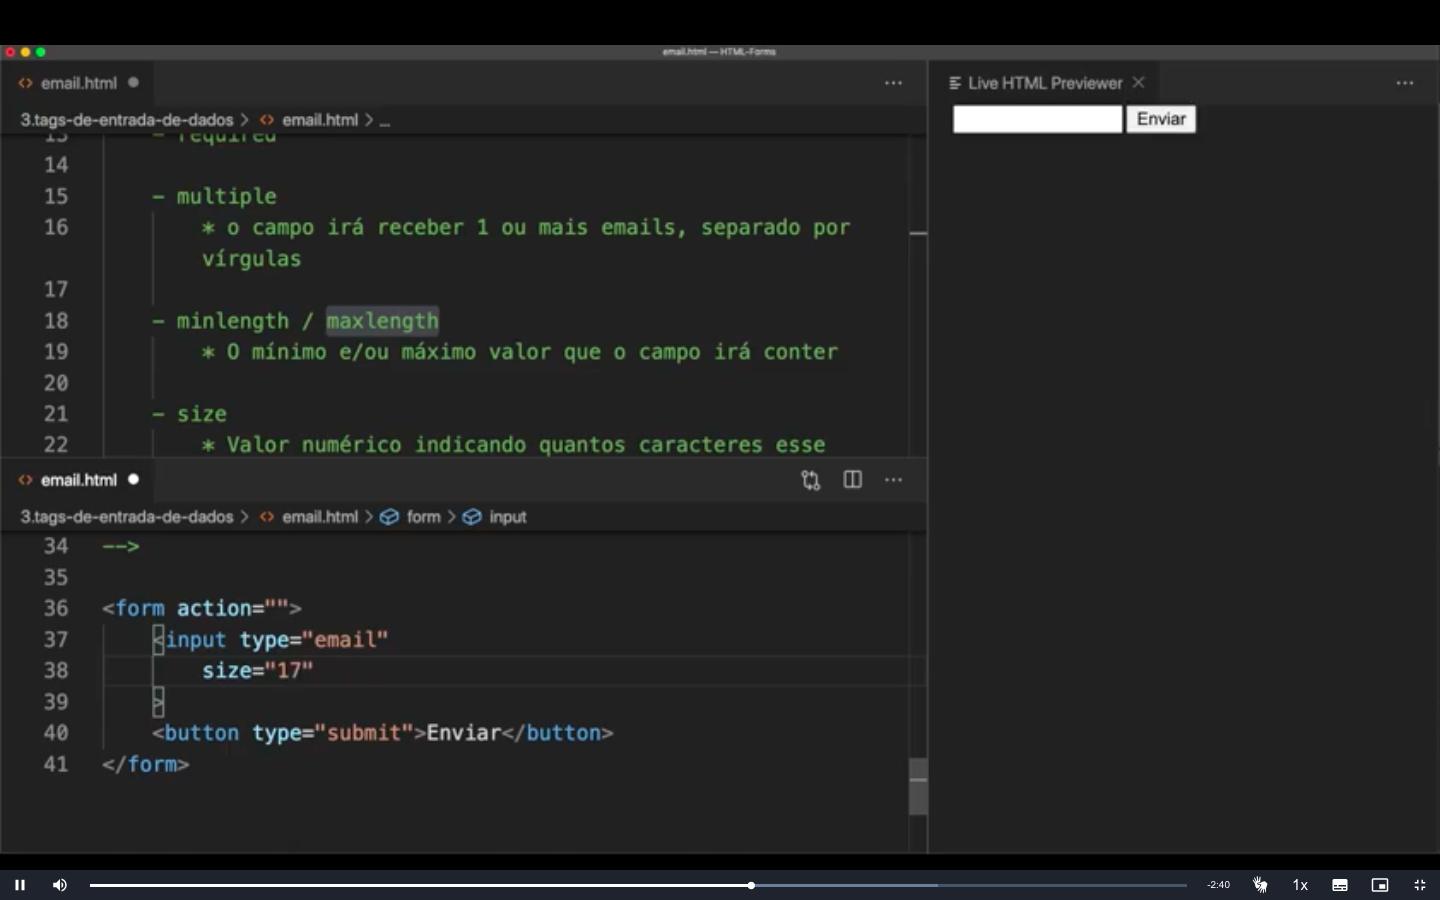 email.html — HTML-Forms
email.html
Live HTML Previewer
3.tags-de-entrada-de-dados > email.html > ...
Enviar
13 - required
14
15 - multiple
16 * o campo irá receber 1 ou mais emails, separado por
vírgulas
17
18 - minlength / maxlength
19 * O mínimo e/ou máximo valor que o campo irá conter
20
21 - size
22 * Valor numérico indicando quantos caracteres esse
email.html
3.tags-de-entrada-de-dados > email.html > form > input
34 -->
35
36 <form action="">
37 <input type="email"
38 size="17"
39 >
40 <button type="submit">Enviar</button>
41 </form>
-2:40
1x